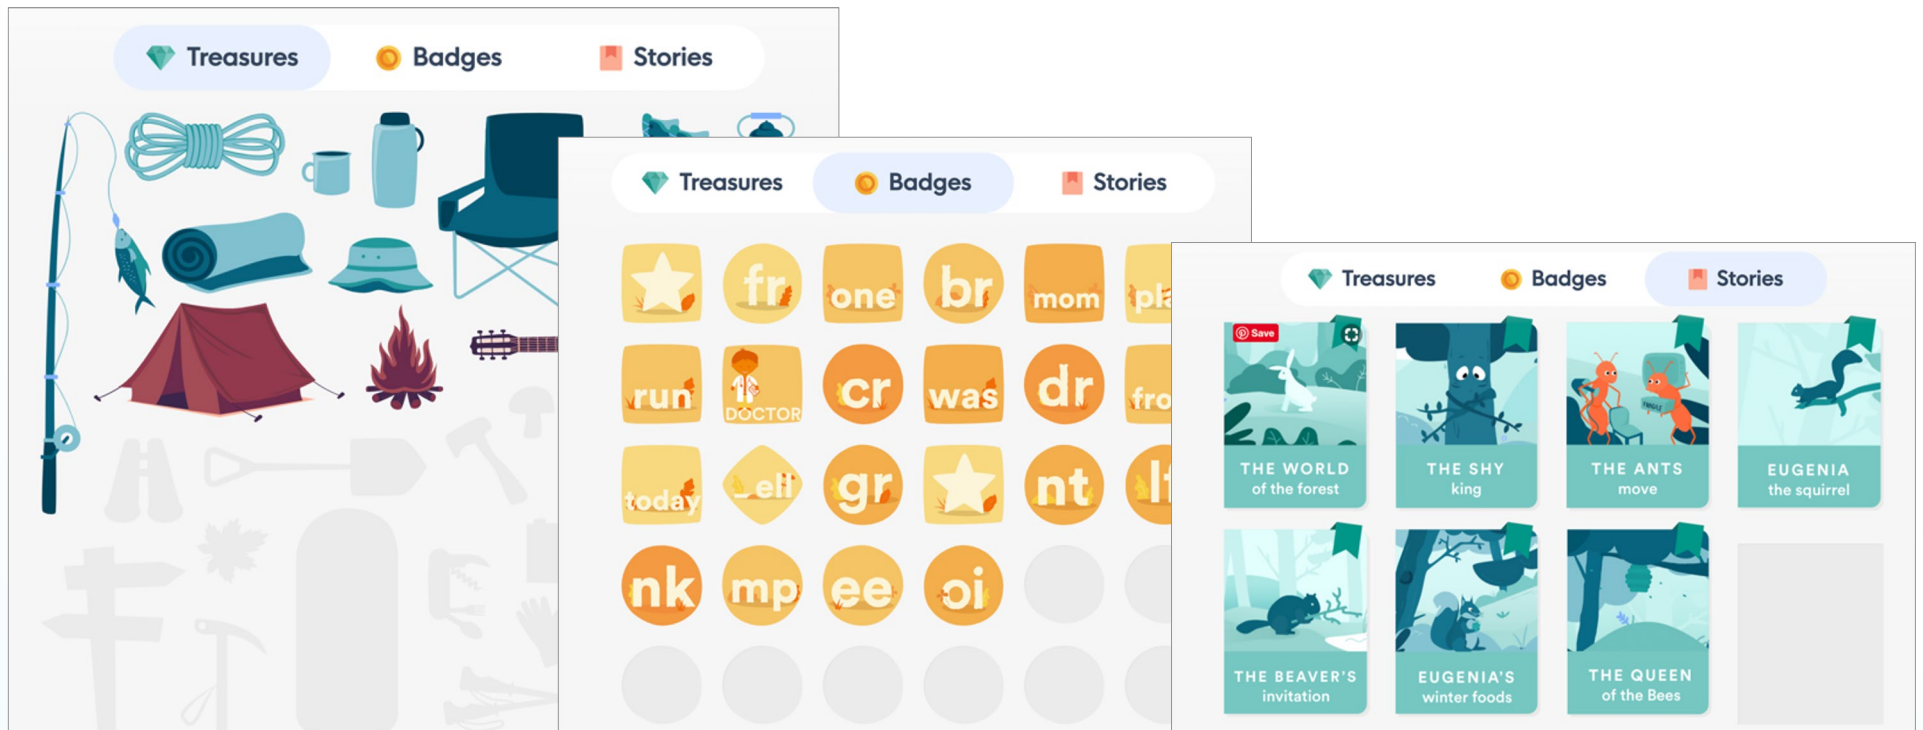 Treasures Badges Stories
Treasures Badges Stories
fr one br mom
run DOCTOR cr was dr
today _ell gr nt
nk mp ee oi
Treasures Badges Stories
Save
FRAGILE
THE WORLD
of the forest
THE SHY
king
THE ANTS
move
EUGENIA
the squirrel
THE BEAVER'S
invitation
EUGENIA'S
winter foods
THE QUEEN
of the Bees